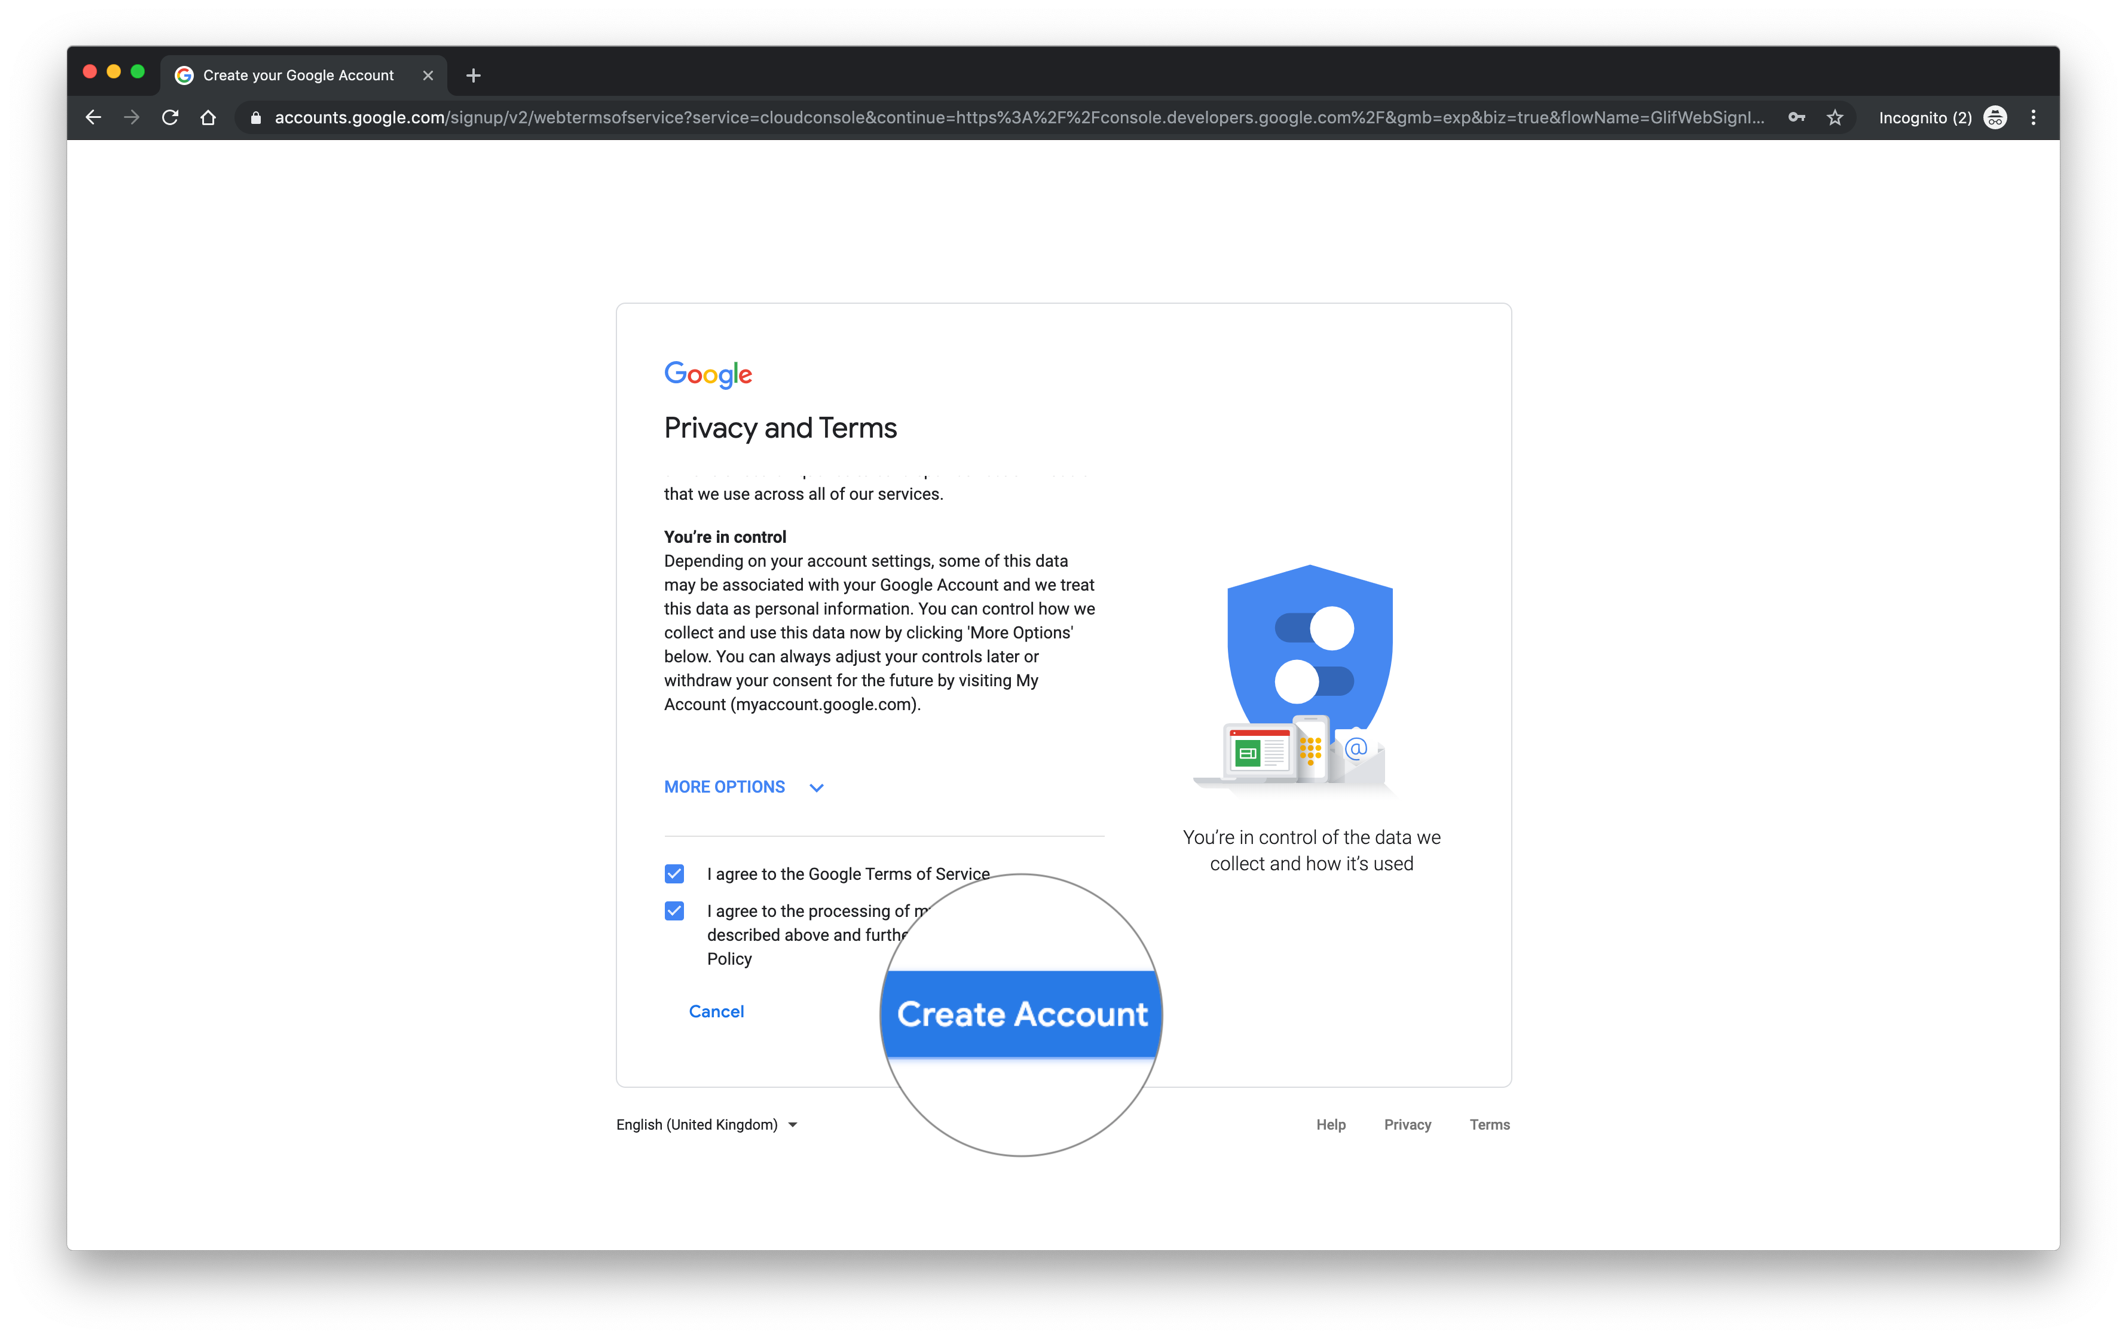 Create your Google Account
accounts.google.com/signup/v2/webtermsofservice?service=cloudconsole&continue=https%3A%2F%2Fconsole.developers.google.com%2F&gmb=exp&biz=true&flowName=GlifWebSignI...
Incognito (2)
Google
Privacy and Terms
that we use across all of our services.
You’re in control
Depending on your account settings, some of this data
may be associated with your Google Account and we treat
this data as personal information. You can control how we
collect and use this data now by clicking 'More Options'
below. You can always adjust your controls later or
withdraw your consent for the future by visiting My
Account (myaccount.google.com).
MORE OPTIONS
I agree to the Google Terms of Service
I agree to the processing of
described above and
Policy
Cancel
Create Account
You’re in control of the data we
collect and how it’s used
English (United Kingdom)
Help
Privacy
Terms